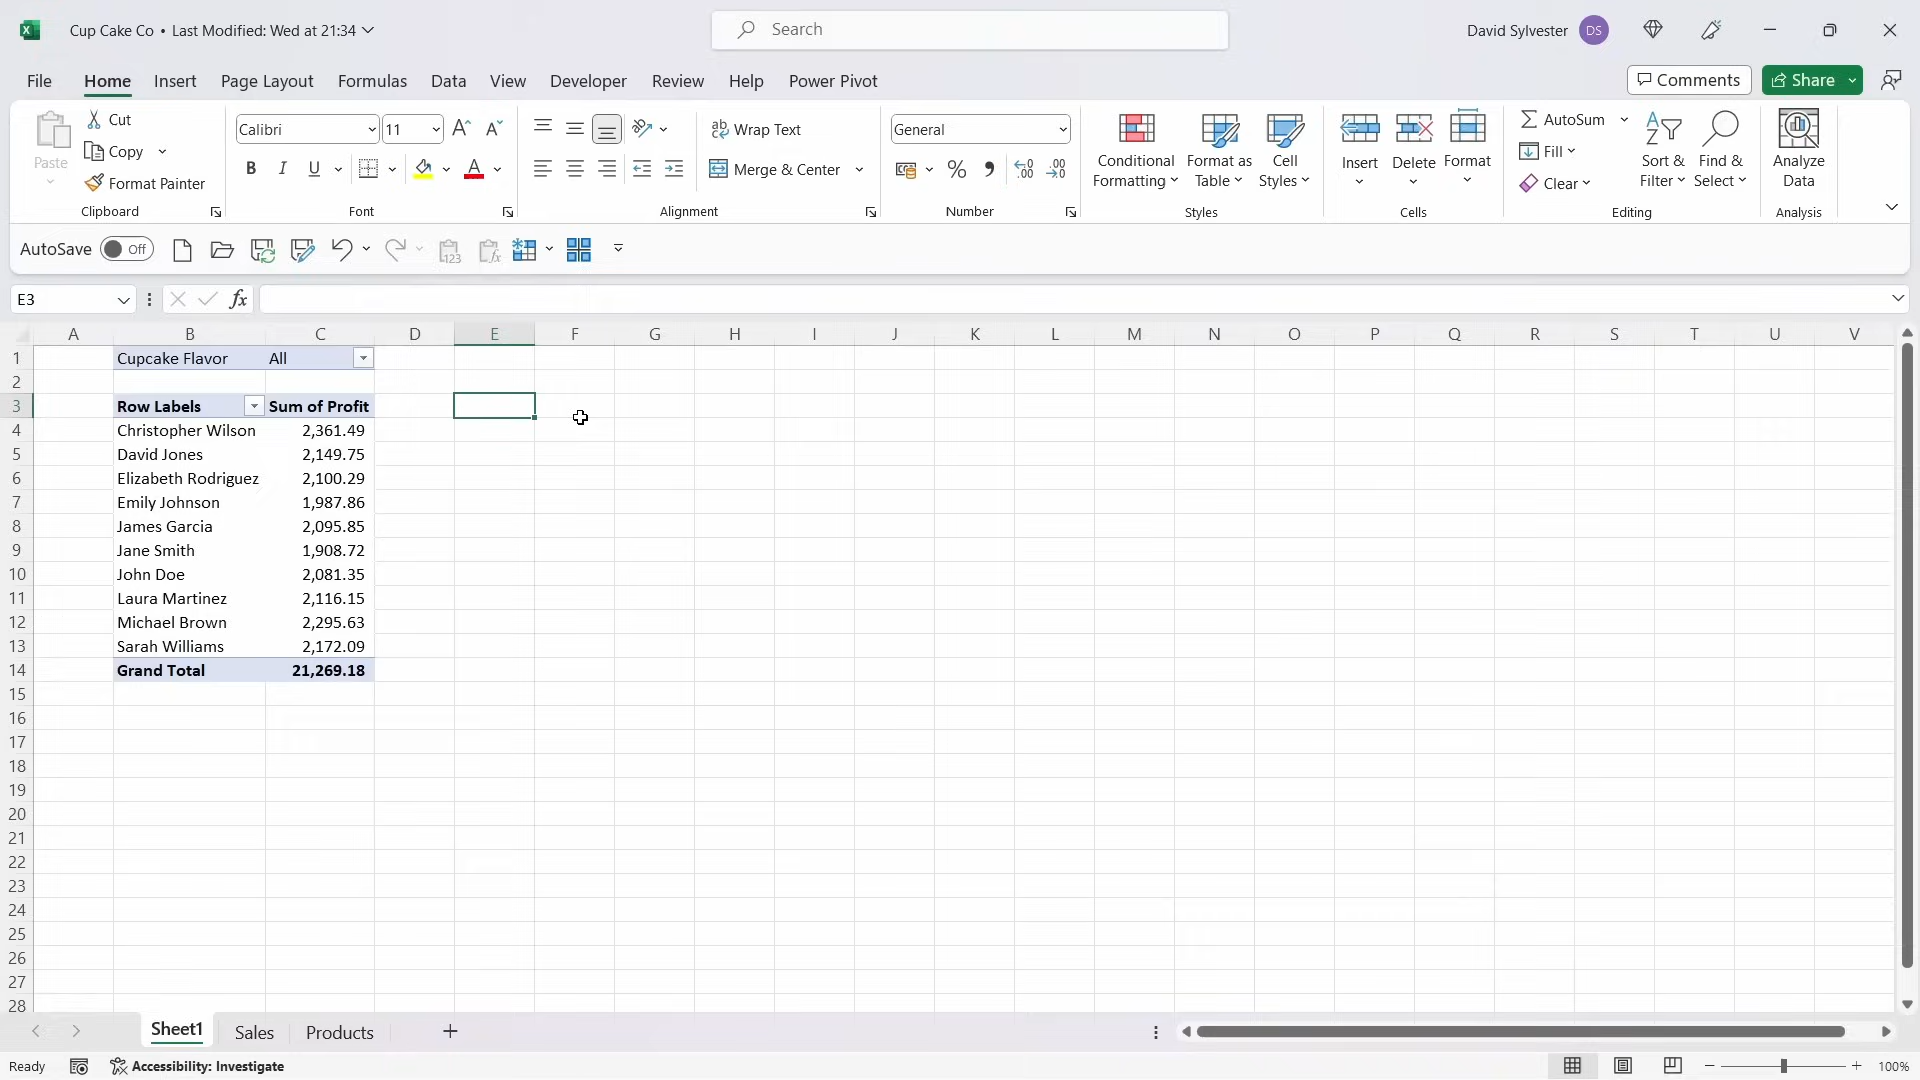 Cup Cake Co • Last Modified: Wed at 21:34
Search
David Sylvester DS
File Home Insert Page Layout Formulas Data View Developer Review Help Power Pivot
Comments Share
Paste
Cut
Copy
Format Painter
Clipboard
Calibri 11
B I U A
Font
Wrap Text
Merge & Center
Alignment
General
Number
Conditional Formatting
Format as Table
Cell Styles
Styles
Insert Delete Format
Cells
AutoSum
Fill
Clear
Sort & Filter
Find & Select
Editing
Analyze Data
Analysis
AutoSave Off
E3 fx
A B C D E F G H I J K L M N O P Q R S T U V
1 Cupcake Flavor All
2
3 Row Labels Sum of Profit
4 Christopher Wilson 2,361.49
5 David Jones 2,149.75
6 Elizabeth Rodriguez 2,100.29
7 Emily Johnson 1,987.86
8 James Garcia 2,095.85
9 Jane Smith 1,908.72
10 John Doe 2,081.35
11 Laura Martinez 2,116.15
12 Michael Brown 2,295.63
13 Sarah Williams 2,172.09
14 Grand Total 21,269.18
15
16
17
18
19
20
21
22
23
24
25
26
27
28
Sheet1 Sales Products
Ready Accessibility: Investigate 100%